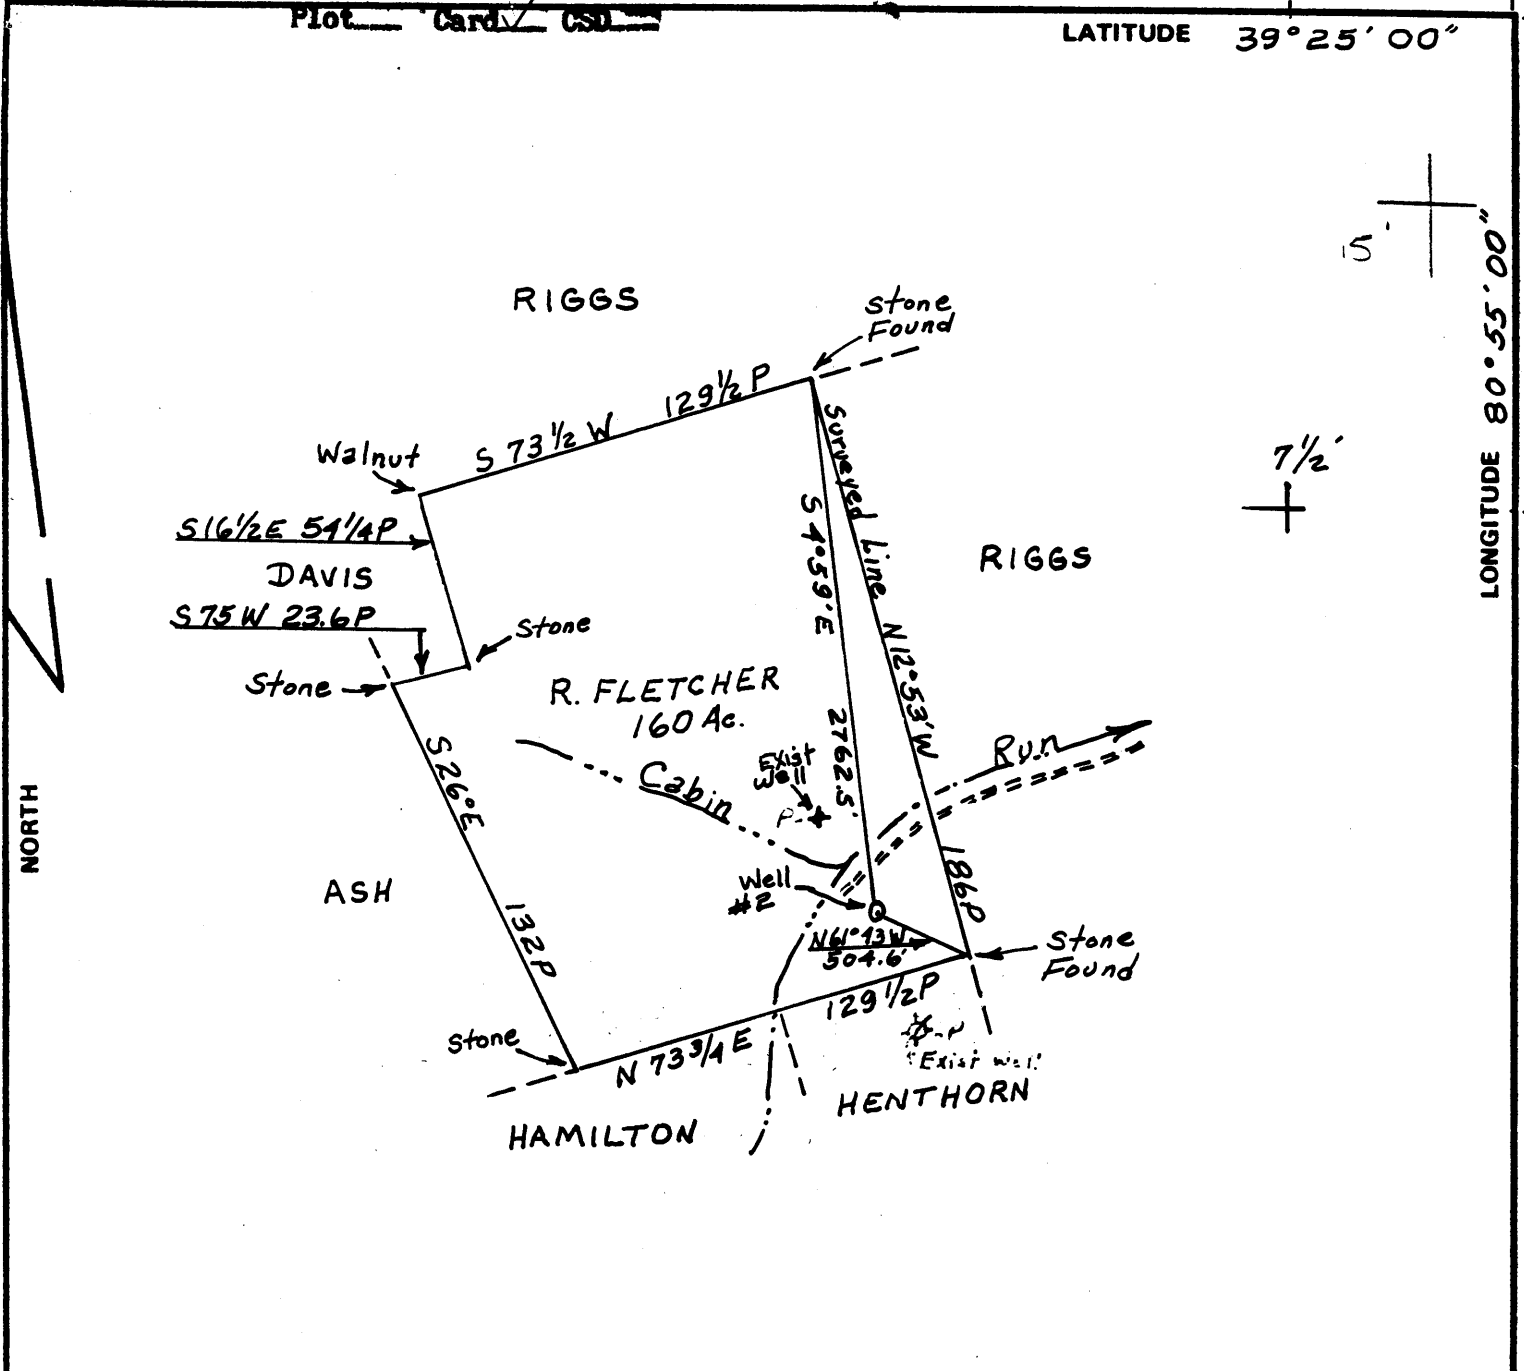 Plot Card CSD
LATITUDE 39°25'00"
15'
LONGITUDE 80°55'00"
RIGGS
Stone
Found
129½ P
S 73½ W
Walnut
7½'
S16½E 54¼P
DAVIS
S75W 23.6P
Stone
Stone
Surveyed Line N12°53'W 186P
S 4°59'E 2762.5'
RIGGS
R. FLETCHER
160 Ac.
S26°E 132P
Cabin Run
Exist
Well
P
NORTH
ASH
Well
#2
N61°43'W
504.6'
Stone
Found
129½P
N 73¾ E
Stone
Exist well
HENTHORN
HAMILTON